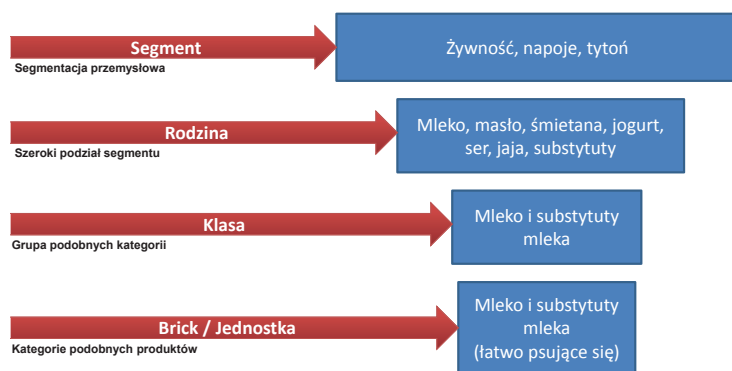 Segment
Segmentacja przemysłowa
Żywność, napoje, tytoń
Rodzina
Szeroki podział segmentu
Mleko, masło, śmietana, jogurt,
ser, jaja, substytuty
Klasa
Grupa podobnych kategorii
Mleko i substytuty
mleka
Brick / Jednostka
Kategorie podobnych produktów
Mleko i substytuty
mleka
(łatwo psujące się)